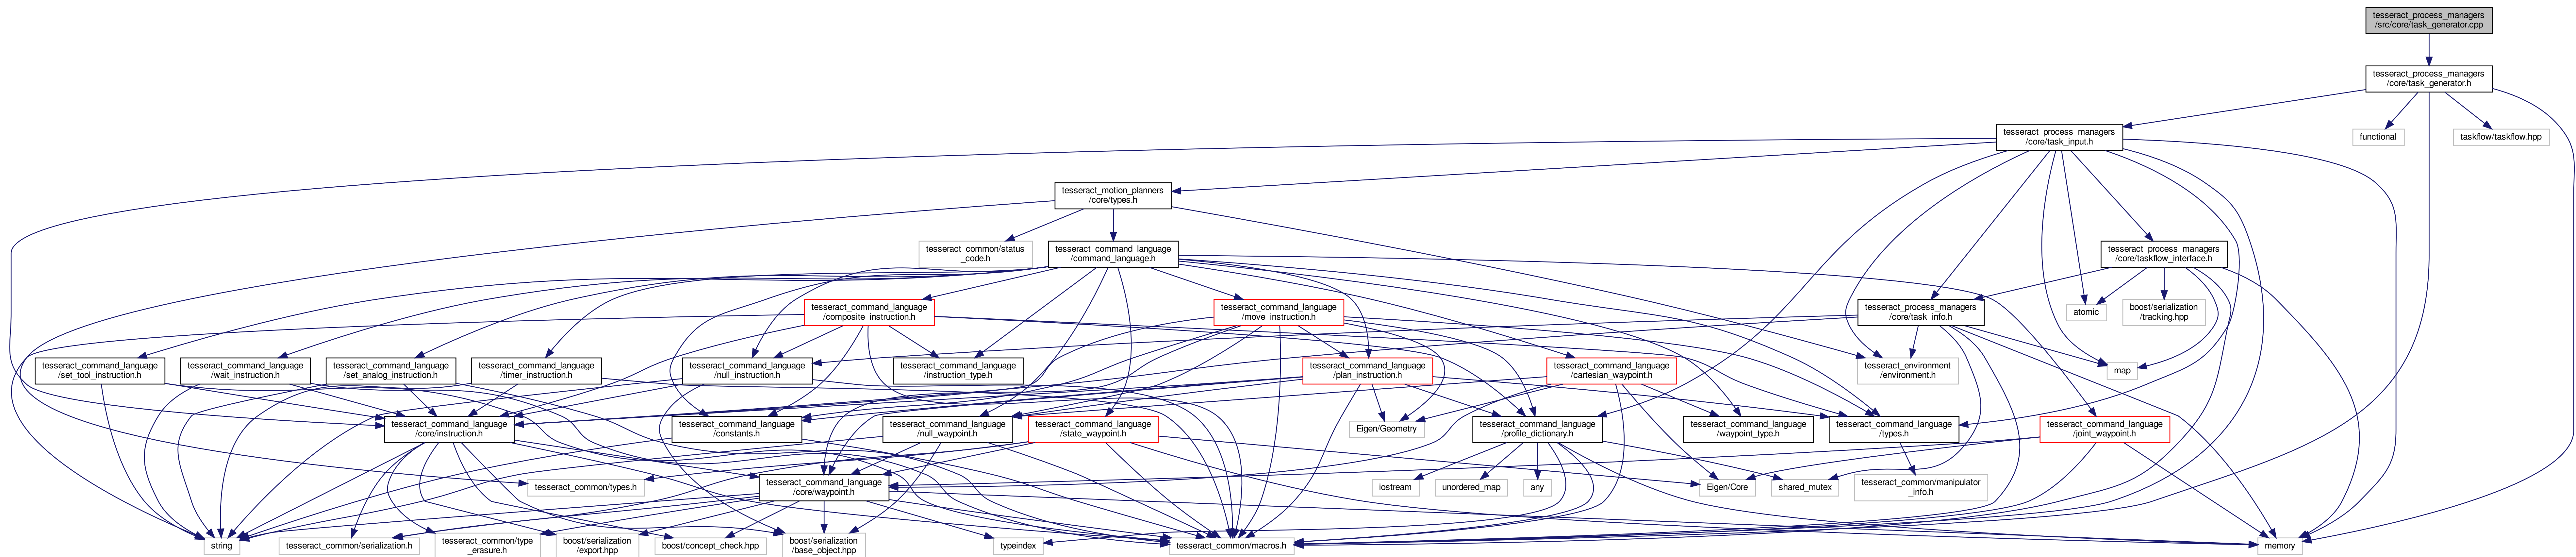 tesseract_process_managers
/src/core/task_generator.cpp
tesseract_process_managers
/core/task_generator.h
tesseract_process_managers
/core/task_input.h
functional
taskflow/taskflow.hpp
tesseract_motion_planners
/core/types.h
tesseract_common/status
_code.h
tesseract_command_language
/command_language.h
tesseract_process_managers
/core/taskflow_interface.h
tesseract_command_language
/composite_instruction.h
tesseract_command_language
/move_instruction.h
tesseract_process_managers
/core/task_info.h
atomic
boost/serialization
/tracking.hpp
tesseract_command_language
/set_tool_instruction.h
tesseract_command_language
/wait_instruction.h
tesseract_command_language
/set_analog_instruction.h
tesseract_command_language
/timer_instruction.h
tesseract_command_language
/null_instruction.h
tesseract_command_language
/instruction_type.h
tesseract_command_language
/plan_instruction.h
tesseract_command_language
/cartesian_waypoint.h
tesseract_environment
/environment.h
map
tesseract_command_language
/core/instruction.h
tesseract_command_language
/constants.h
tesseract_command_language
/null_waypoint.h
tesseract_command_language
/state_waypoint.h
Eigen/Geometry
tesseract_command_language
/profile_dictionary.h
tesseract_command_language
/waypoint_type.h
tesseract_command_language
/types.h
tesseract_command_language
/joint_waypoint.h
tesseract_common/types.h
tesseract_command_language
/core/waypoint.h
iostream
unordered_map
any
Eigen/Core
shared_mutex
tesseract_common/manipulator
_info.h
string
tesseract_common/serialization.h
tesseract_common/type
_erasure.h
boost/serialization
/export.hpp
boost/concept_check.hpp
boost/serialization
/base_object.hpp
typeindex
tesseract_common/macros.h
memory